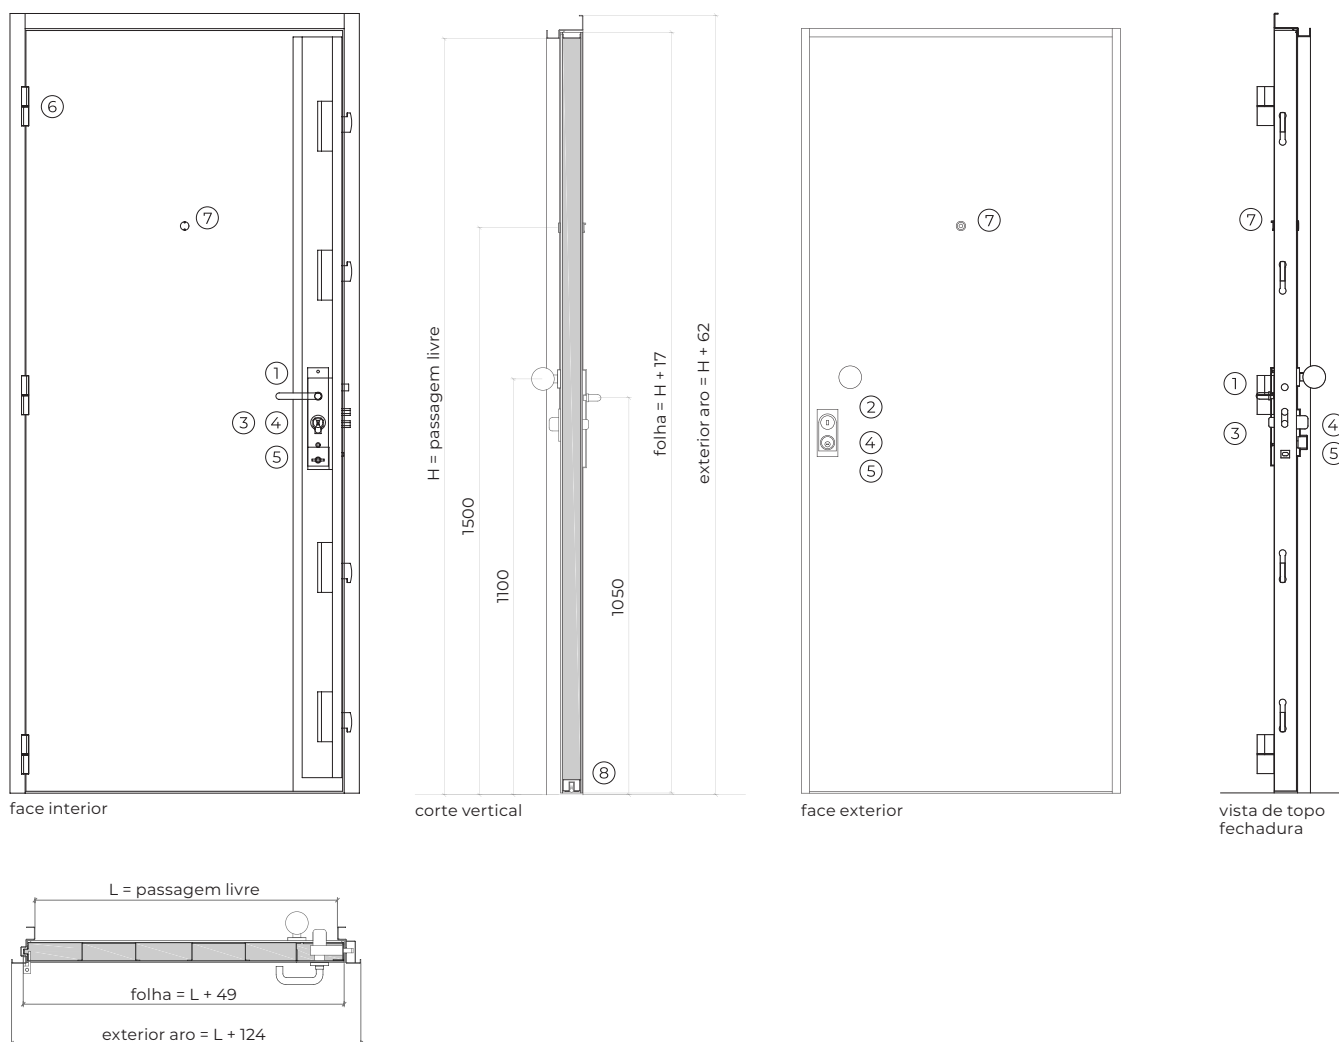 6
7
1
3 4
5
face interior
H = passagem livre
1500
1100
1050
folha = H + 17
exterior aro = H + 62
8
corte vertical
7
2
4
5
face exterior
7
1
3
4
5
vista de topo
fechadura
L = passagem livre
folha = L + 49
exterior aro = L + 124